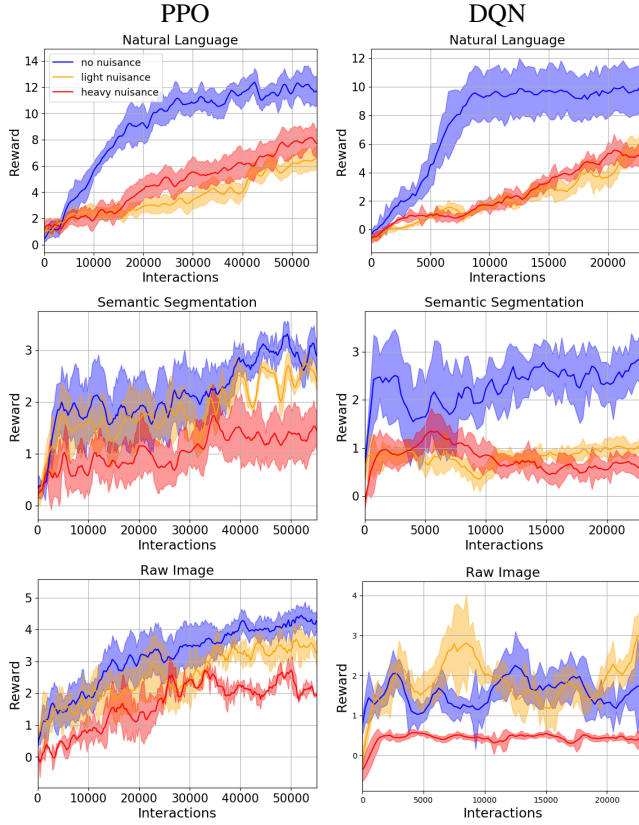 PPO
DQN
Natural Language
14
12
10
8
6
4
2
0
Reward
no nuisance
light nuisance
heavy nuisance
0
10000
20000
30000
40000
50000
Interactions
Natural Language
12
10
8
6
4
2
0
Reward
0
5000
10000
15000
20000
Interactions
Semantic Segmentation
3
2
1
0
Reward
0
10000
20000
30000
40000
50000
Interactions
Semantic Segmentation
3
2
1
0
Reward
0
5000
10000
15000
20000
Interactions
Raw Image
5
4
3
2
1
0
Reward
0
10000
20000
30000
40000
50000
Interactions
Raw Image
4
3
2
1
0
Reward
0
5000
10000
15000
20000
Interactions